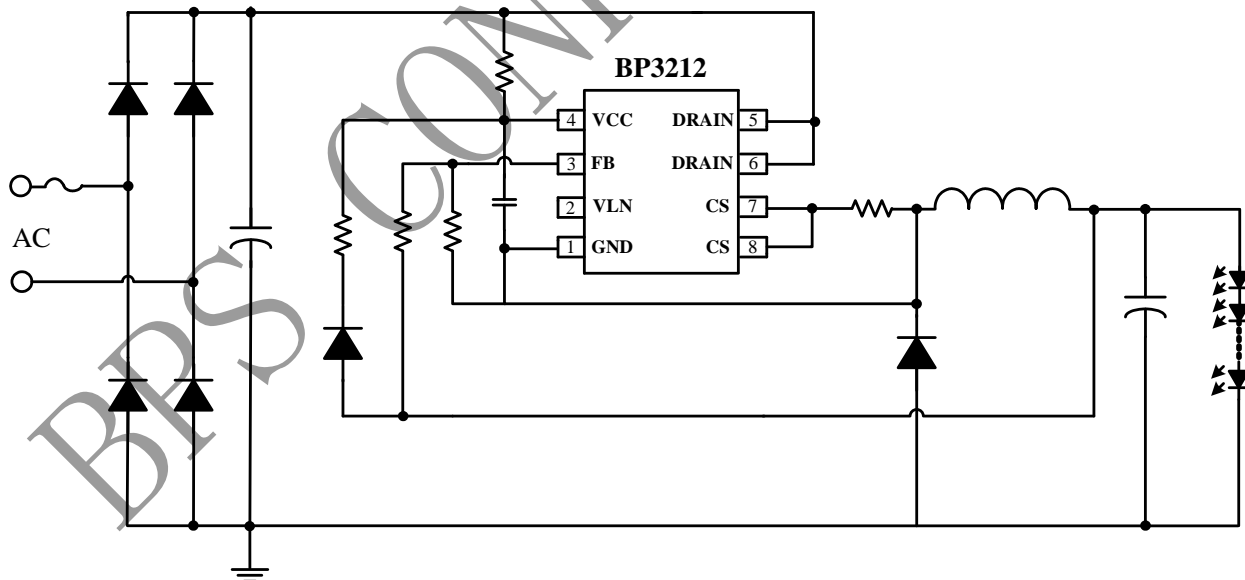 BP3212
4 VCC DRAIN 5
3 FB DRAIN 6
2 VLN CS 7
1 GND CS 8
AC
BPS